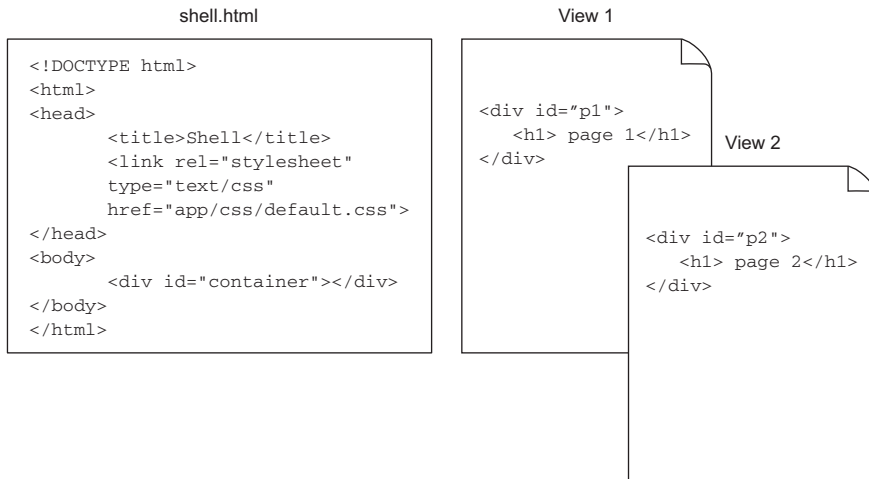 shell.html
<!DOCTYPE html>
<html>
<head>
<title>Shell</title>
<link rel="stylesheet"
type="text/css"
href="app/css/default.css">
</head>
<body>
<div id="container"></div>
</body>
</html>
View 1
<div id="p1">
<h1> page 1</h1>
</div>
View 2
<div id="p2">
<h1> page 2</h1>
</div>